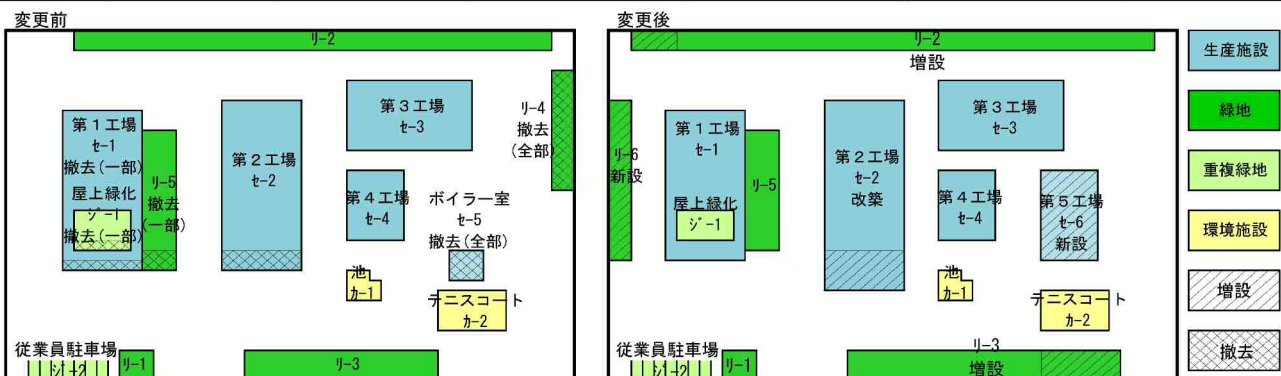 変更前
リ-2
第1工場
セ-1
撤去(一部)
屋上緑化
ジ-1
撤去(一部)
リ-5
撤去
(一部)
第2工場
セ-2
第3工場
セ-3
第4工場
セ-4
ボイラー室
セ-5
撤去(全部)
リ-4
撤去
(全部)
池
カ-1
テニスコート
カ-2
従業員駐車場
ジ-2
リ-1
リ-3
変更後
リ-2
増設
リ-6
新設
第1工場
セ-1
屋上緑化
ジ-1
リ-5
第2工場
セ-2
改築
第3工場
セ-3
第4工場
セ-4
第5工場
セ-6
新設
池
カ-1
テニスコート
カ-2
従業員駐車場
ジ-2
リ-1
リ-3
増設
生産施設
緑地
重複緑地
環境施設
増設
撤去